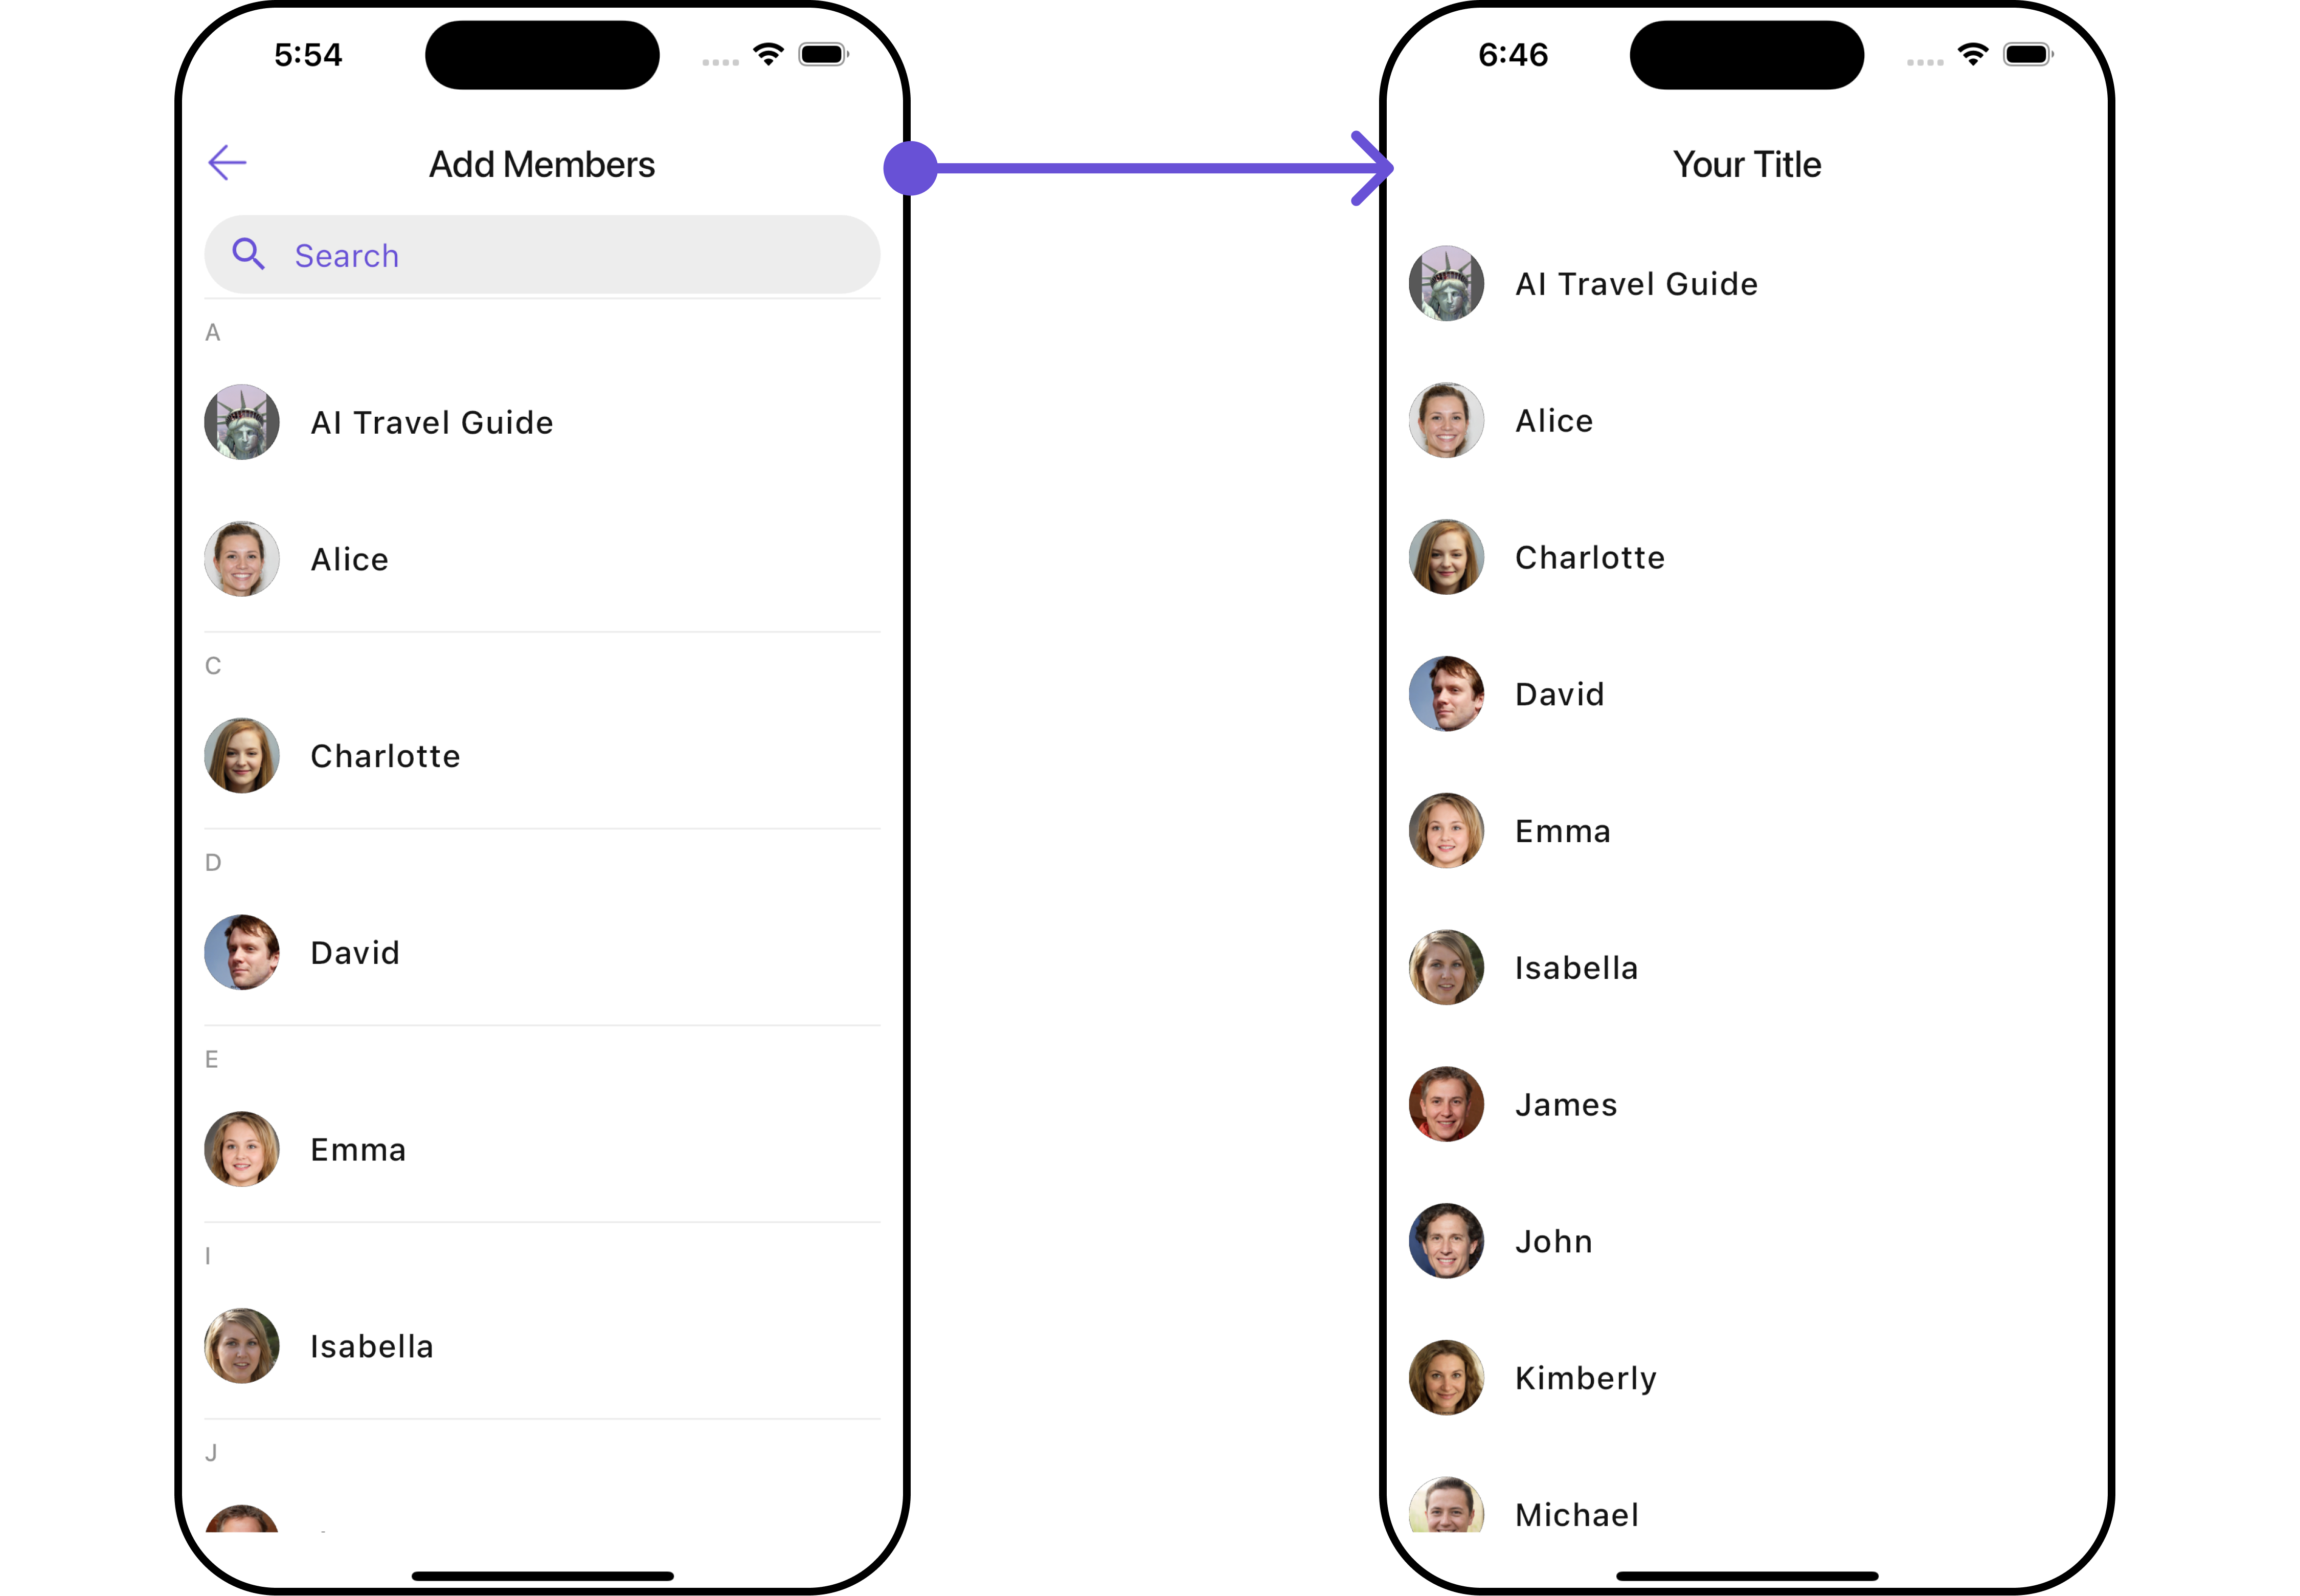 5:54
Add Members
Search
A
AI Travel Guide
Alice
C
Charlotte
D
David
E
Emma
I
Isabella
J
6:46
Your Title
AI Travel Guide
Alice
Charlotte
David
Emma
Isabella
James
John
Kimberly
Michael